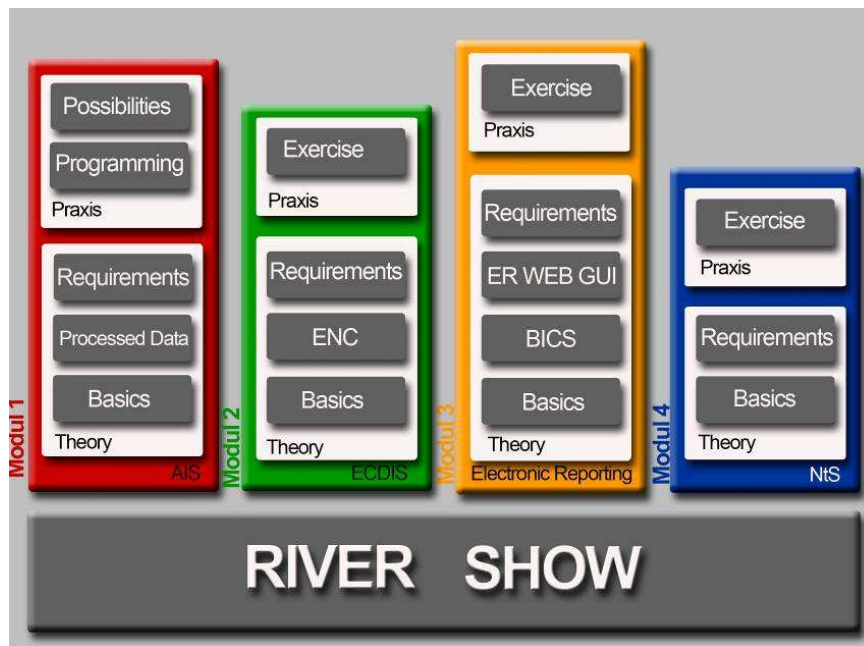 Modul 1
Possibilities
Programming
Praxis
Requirements
Processed Data
Basics
Theory
AIS
Modul 2
Exercise
Praxis
Requirements
ENC
Basics
Theory
ECDIS
Modul 3
Exercise
Praxis
Requirements
ER WEB GUI
BICS
Basics
Theory
Electronic Reporting
Modul 4
Exercise
Praxis
Requirements
Basics
Theory
NtS
RIVER SHOW